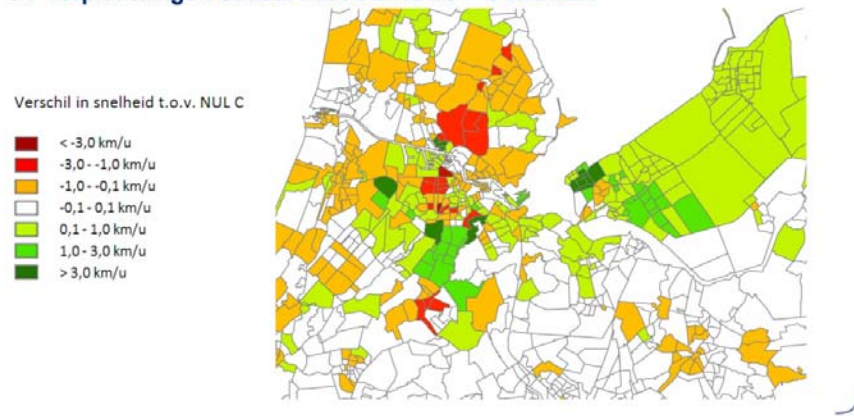 Verschil in snelheid t.o.v. NUL C
< -3,0 km/u
-3,0 - -1,0 km/u
-1,0 - -0,1 km/u
-0,1 - 0,1 km/u
0,1 - 1,0 km/u
1,0 - 3,0 km/u
> 3,0 km/u